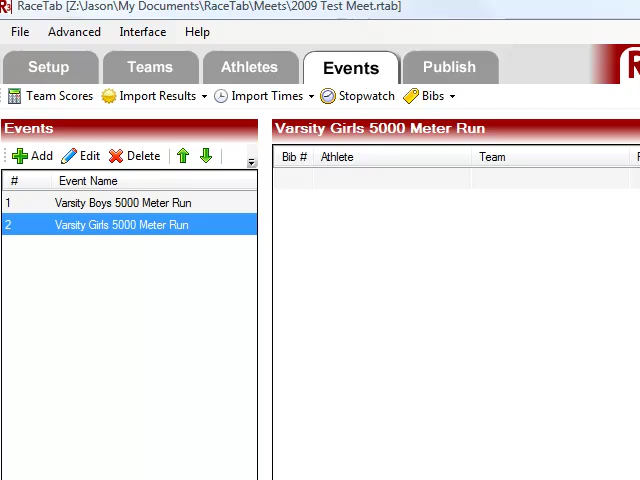 RaceTab [Z:\Jason\My Documents\RaceTab\Meets\2009 Test Meet.rtab]
File Advanced Interface Help
Setup Teams Athletes Events Publish
Team Scores Import Results Import Times Stopwatch Bibs
Events Varsity Girls 5000 Meter Run
Add Edit Delete
Bib # Athlete Team
# Event Name
1 Varsity Boys 5000 Meter Run
2 Varsity Girls 5000 Meter Run